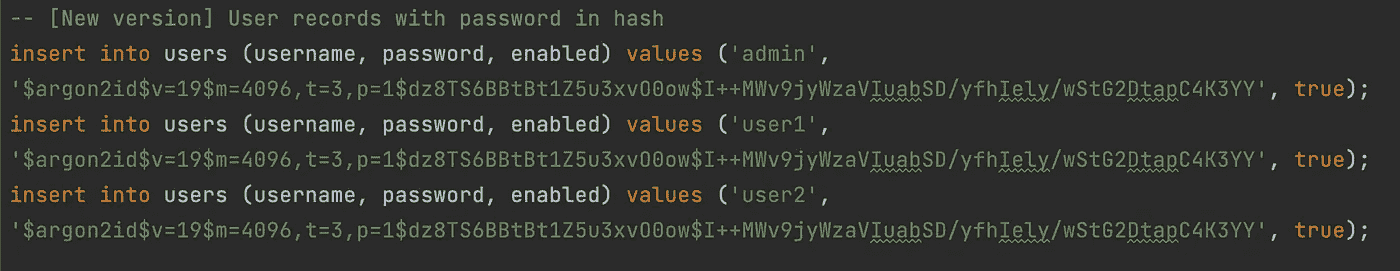 -- [New version] User records with password in hash
insert into users (username, password, enabled) values ('admin',
'$argon2id$v=19$m=4096,t=3,p=1$dz8TS6BBtBt1Z5u3xvO0ow$I++MWv9jyWzaVIuabSD/yfhIely/wStG2DtapC4K3YY', true);
insert into users (username, password, enabled) values ('user1',
'$argon2id$v=19$m=4096,t=3,p=1$dz8TS6BBtBt1Z5u3xvO0ow$I++MWv9jyWzaVIuabSD/yfhIely/wStG2DtapC4K3YY', true);
insert into users (username, password, enabled) values ('user2',
'$argon2id$v=19$m=4096,t=3,p=1$dz8TS6BBtBt1Z5u3xvO0ow$I++MWv9jyWzaVIuabSD/yfhIely/wStG2DtapC4K3YY', true);